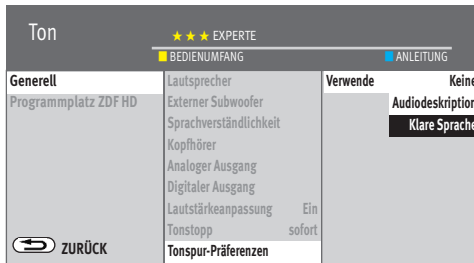 Ton
★ ★ ★ EXPERTE
BEDIENUMFANG
ANLEITUNG
Generell
Programmplatz ZDF HD
Lautsprecher
Externer Subwoofer
Sprachverständlichkeit
Kopfhörer
Analoger Ausgang
Digitaler Ausgang
Lautstärkeanpassung Ein
Tonstopp sofort
Tonspur-Präferenzen
Verwende Keine
Audiodeskription
Klare Sprache
ZURÜCK